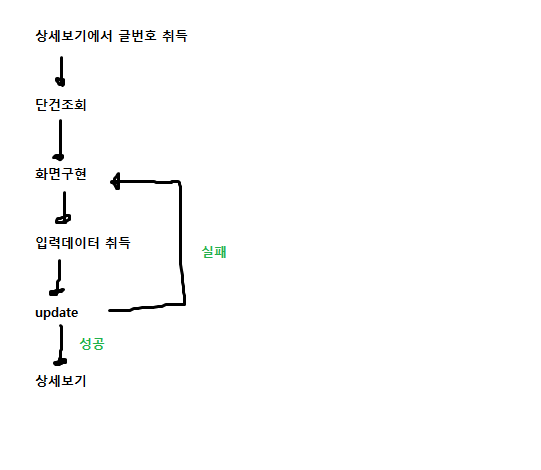 상세보기에서 글번호 취득
단건조회
화면구현
입력데이터 취득
실패
update
성공
상세보기